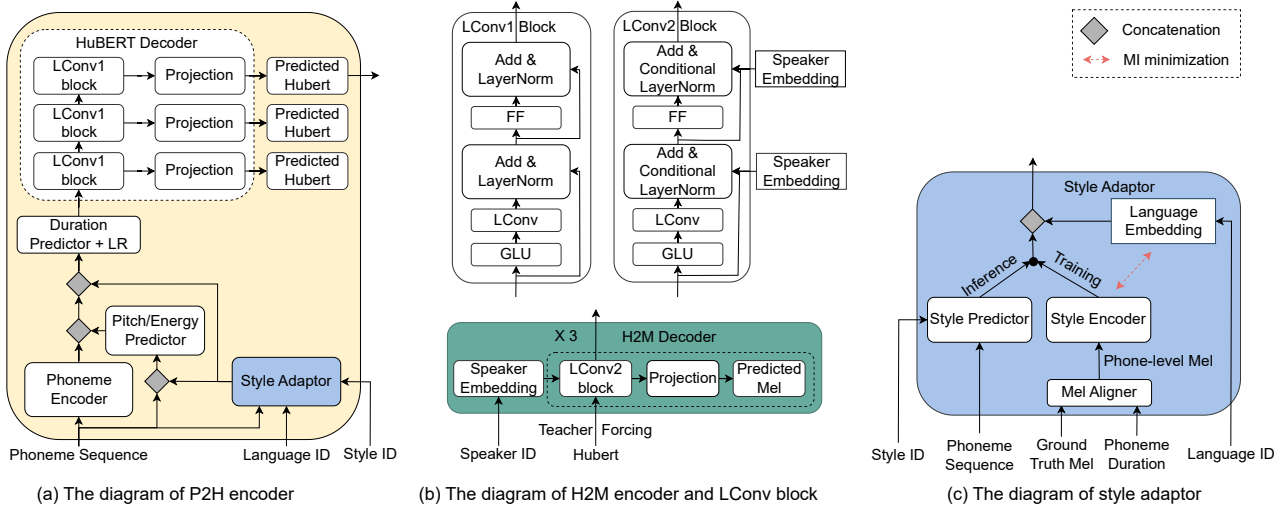 HuBERT Decoder
LConv1
block
Projection
Predicted
Hubert
LConv1
block
Projection
Predicted
Hubert
LConv1
block
Projection
Predicted
Hubert
Duration
Predictor + LR
Pitch/Energy
Predictor
Phoneme
Encoder
Style Adaptor
Phoneme Sequence
Language ID
Style ID
(a) The diagram of P2H encoder
LConv1 Block
Add &
LayerNorm
FF
Add &
LayerNorm
LConv
GLU
LConv2 Block
Add &
Conditional
LayerNorm
Speaker
Embedding
FF
Add &
Conditional
LayerNorm
Speaker
Embedding
LConv
GLU
X 3
H2M Decoder
Speaker
Embedding
LConv2
block
Projection
Predicted
Mel
Teacher Forcing
Speaker ID
Hubert
(b) The diagram of H2M encoder and LConv block
Concatenation
MI minimization
Style Adaptor
Language
Embedding
Inference
Training
Style Predictor
Style Encoder
Phone-level Mel
Mel Aligner
Style ID
Phoneme
Sequence
Ground
Truth Mel
Phoneme
Duration
Language ID
(c) The diagram of style adaptor